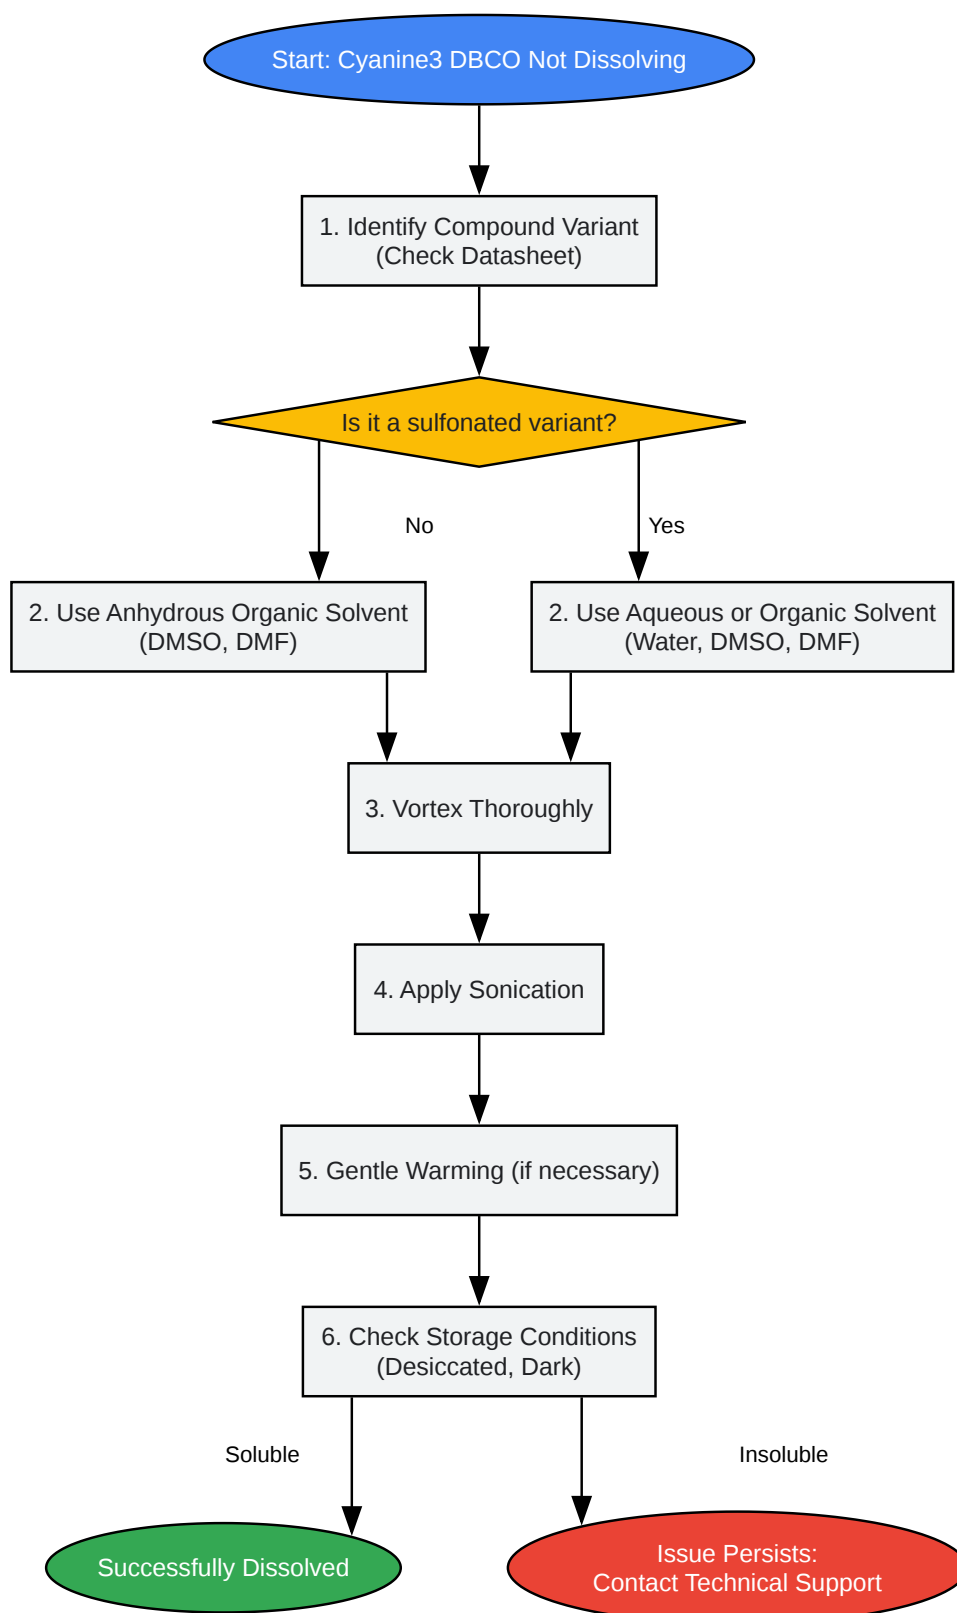 Start: Cyanine3 DBCO Not Dissolving
1. Identify Compound Variant
(Check Datasheet)
Is it a sulfonated variant?
No
Yes
2. Use Anhydrous Organic Solvent
(DMSO, DMF)
2. Use Aqueous or Organic Solvent
(Water, DMSO, DMF)
3. Vortex Thoroughly
4. Apply Sonication
5. Gentle Warming (if necessary)
6. Check Storage Conditions
(Desiccated, Dark)
Soluble
Insoluble
Successfully Dissolved
Issue Persists:
Contact Technical Support